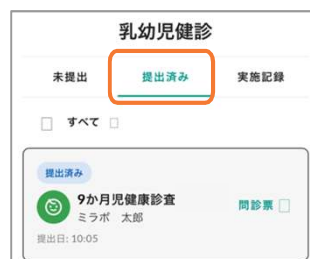 乳幼児健診
未提出 提出済み 実施記録
すべて
提出済み
9か月児健康診査
ミラボ 太郎
問診票
提出日: 10:05